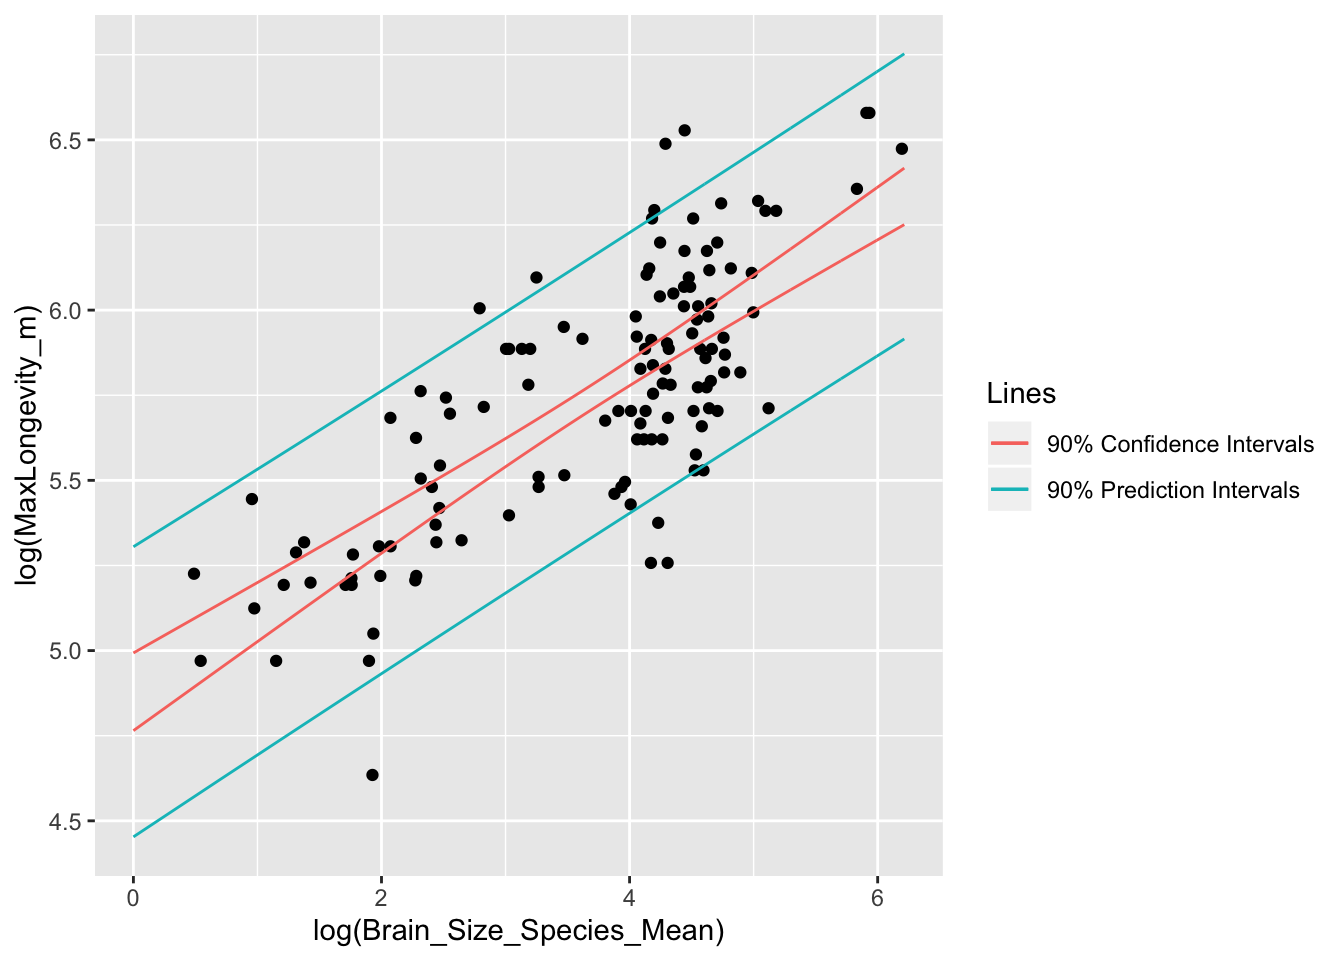 6.5
6.0
5.5
5.0
4.5
log(MaxLongevity_m)
0 2 4 6
log(Brain_Size_Species_Mean)
Lines
90% Confidence Intervals
90% Prediction Intervals